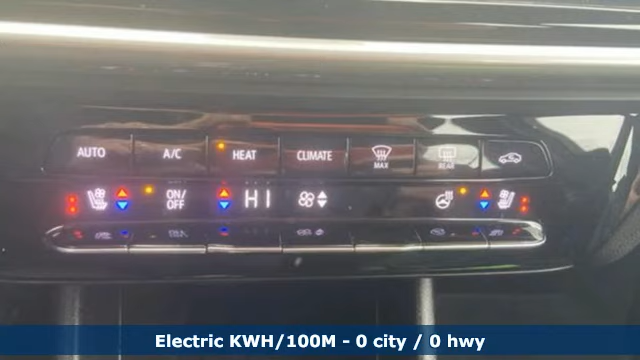 AUTO A/C HEAT CLIMATE MAX REAR
ON/
OFF HI
Electric KWH/100M - 0 city / 0 hwy